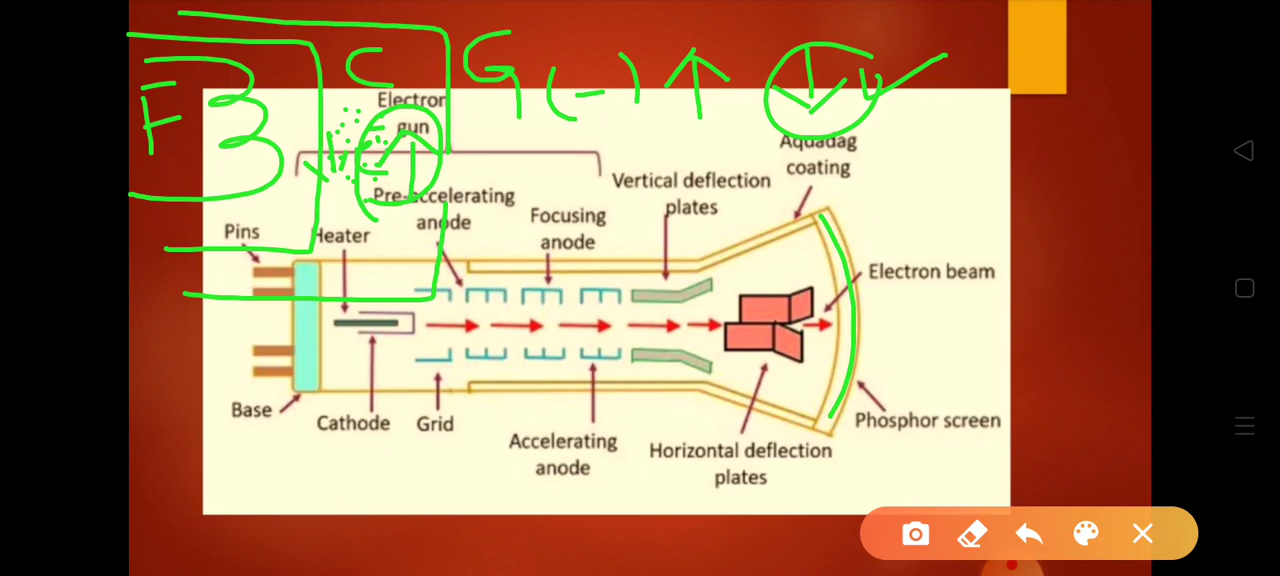 F 3 C G (-) ↑ ↓
Electron
gun
Aquadag
coating
Pre-accelerating
anode
Vertical deflection
plates
Focusing
anode
Pins
Heater
Electron beam
Base
Cathode
Grid
Phosphor screen
Accelerating
anode
Horizontal deflection
plates